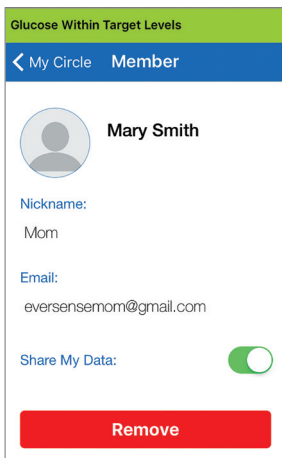 Glucose Within Target Levels
My Circle Member
Mary Smith
Nickname:
Mom
Email:
eversensemom@gmail.com
Share My Data:
Remove